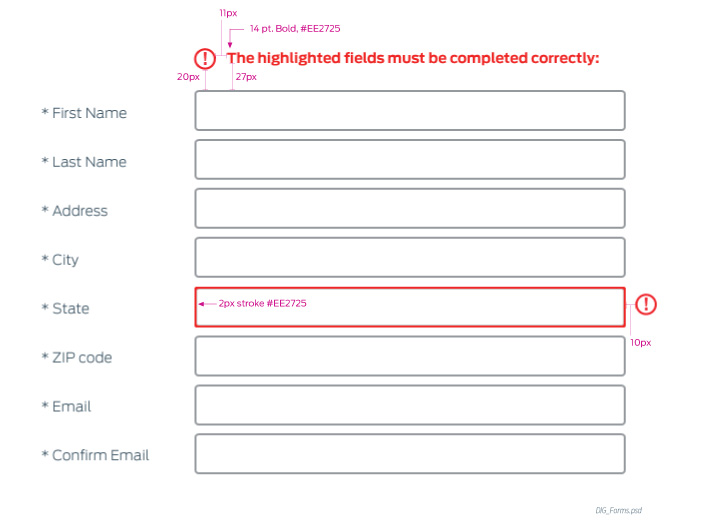 11px
14 pt. Bold, #EE2725
! The highlighted fields must be completed correctly:
20px
27px
* First Name
* Last Name
* Address
* City
* State
2px stroke #EE2725
!
10px
* ZIP code
* Email
* Confirm Email
DIG_Forms.psd